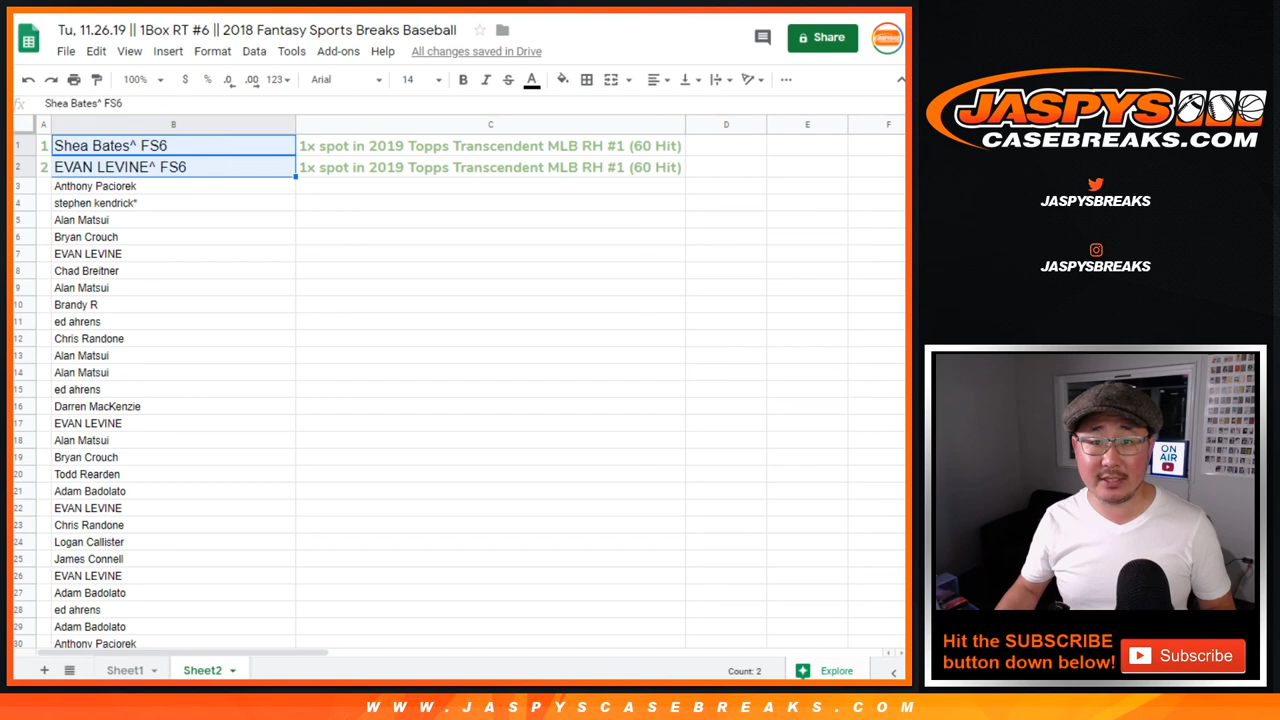 Tu, 11.26.19 || 1Box RT #6 || 2018 Fantasy Sports Breaks Baseball
File Edit View Insert Format Data Tools Add-ons Help All changes saved in Drive
Share
100% $ % .0 .00 123 Arial 14 B I S A
fx Shea Bates^ FS6
A B C D E F
1 1 Shea Bates^ FS6 1x spot in 2019 Topps Transcendent MLB RH #1 (60 Hit)
2 2 EVAN LEVINE^ FS6 1x spot in 2019 Topps Transcendent MLB RH #1 (60 Hit)
3 Anthony Paciorek
4 stephen kendrick*
5 Alan Matsui
6 Bryan Crouch
7 EVAN LEVINE
8 Chad Breitner
9 Alan Matsui
10 Brandy R
11 ed ahrens
12 Chris Randone
13 Alan Matsui
14 Alan Matsui
15 ed ahrens
16 Darren MacKenzie
17 EVAN LEVINE
18 Alan Matsui
19 Bryan Crouch
20 Todd Rearden
21 Adam Badolato
22 EVAN LEVINE
23 Chris Randone
24 Logan Callister
25 James Connell
26 EVAN LEVINE
27 Adam Badolato
28 ed ahrens
29 Adam Badolato
30 Anthony Paciorek
Sheet1 Sheet2 Count: 2 Explore
JASPYS
CASEBREAKS.COM
JASPYSBREAKS
JASPYSBREAKS
ON
AIR
Hit the SUBSCRIBE
button down below!
Subscribe
WWW.JASPYSCASEBREAKS.COM